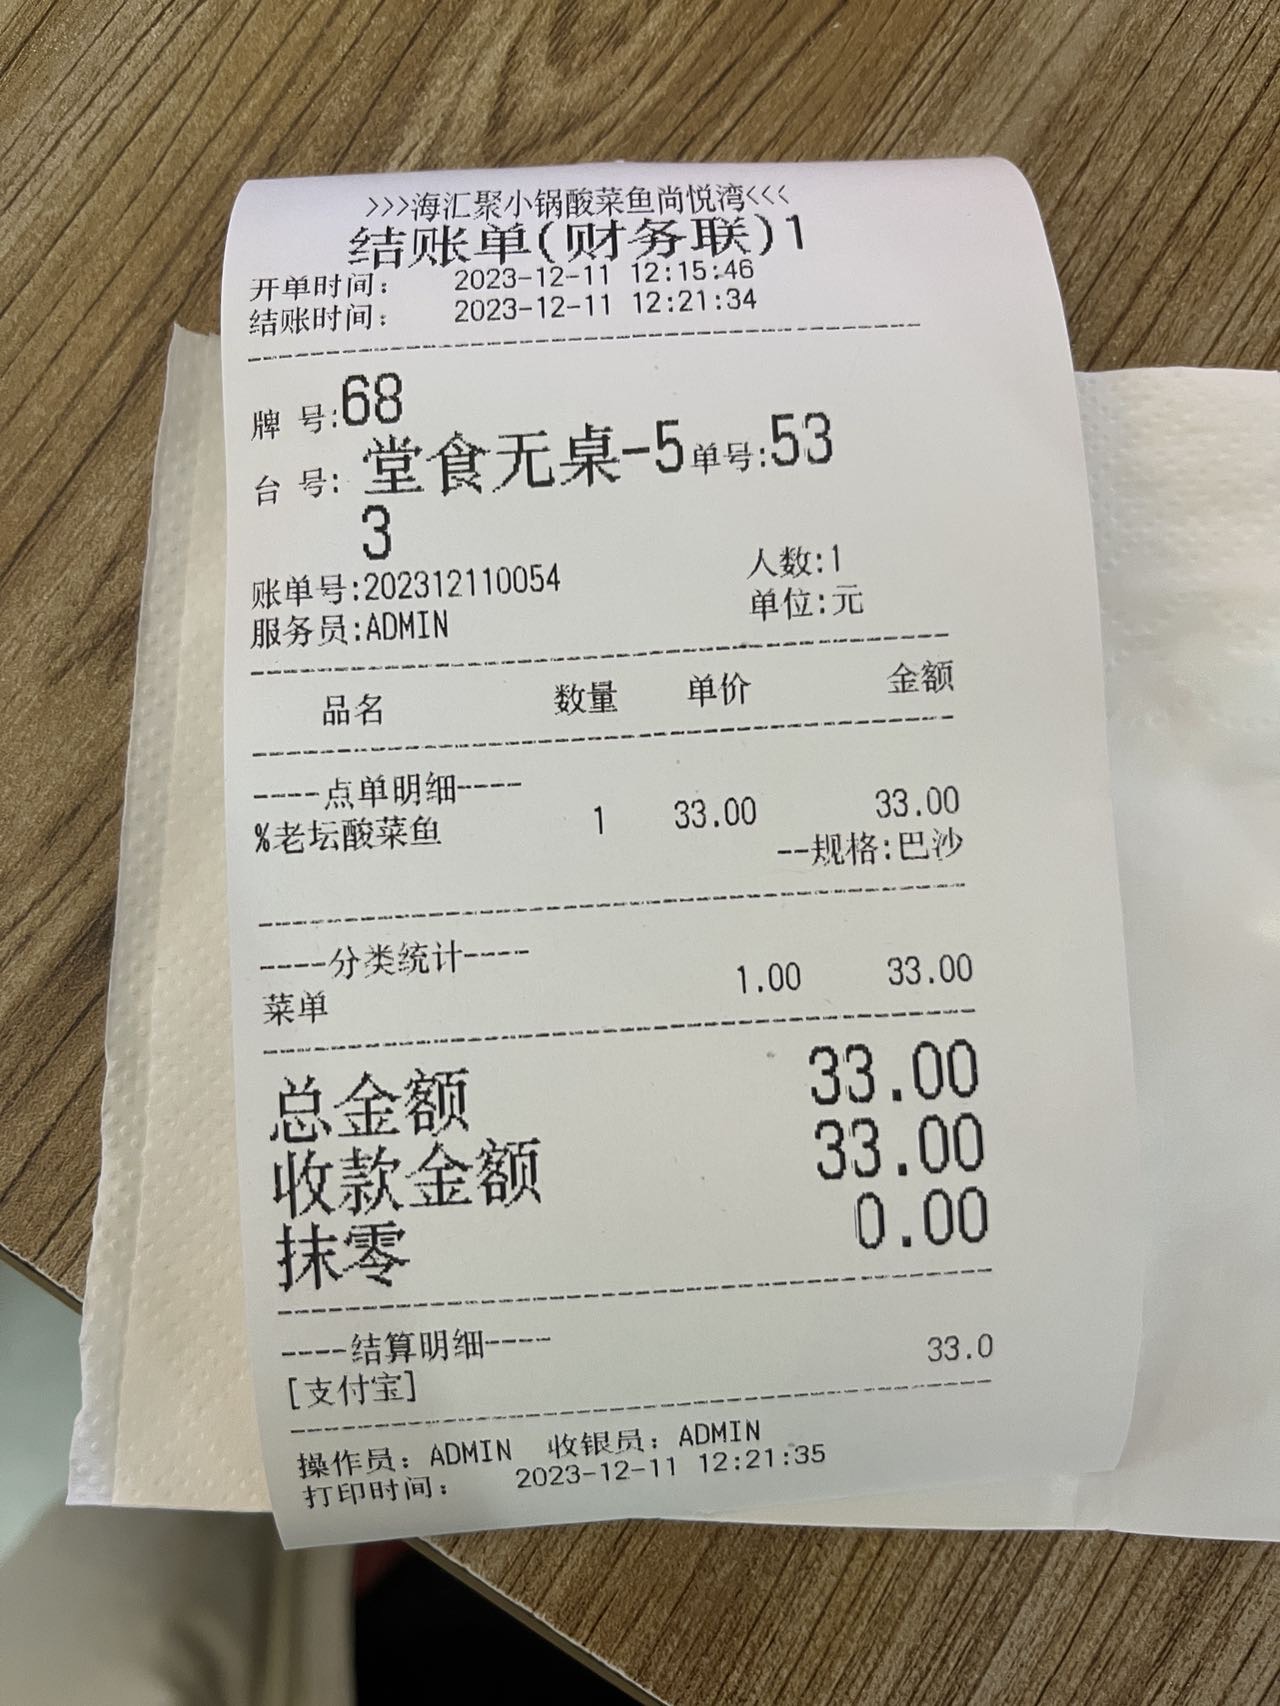 >>>海汇聚小锅酸菜鱼尚悦湾<<<
结账单(财务联)1
开单时间: 2023-12-11 12:15:46
结账时间: 2023-12-11 12:21:34
牌 号:68
台 号: 堂食无桌-5 单号:53
3
账单号:202312110054 人数:1
服务员:ADMIN 单位:元
品名 数量 单价 金额
----点单明细----
%老坛酸菜鱼 1 33.00 33.00
--规格:巴沙
----分类统计----
菜单 1.00 33.00
总金额 33.00
收款金额 33.00
抹零 0.00
----结算明细----
[支付宝] 33.0
操作员: ADMIN 收银员: ADMIN
打印时间: 2023-12-11 12:21:35